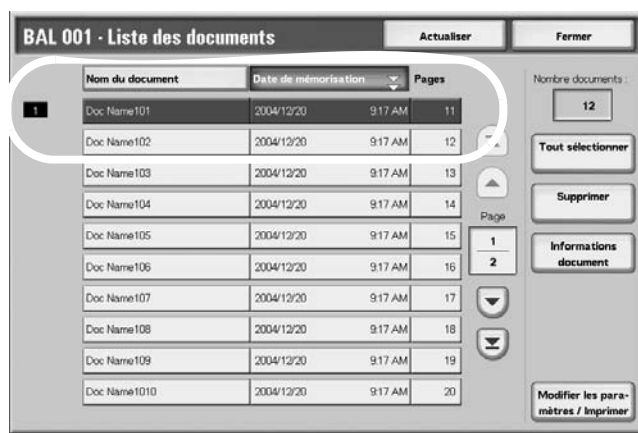 BAL 001 - Liste des documents Actualiser Fermer
Nom du document Date de mémorisation Pages Nombre documents :
1 Doc Name101 2004/12/20 9:17 AM 11 12
Doc Name102 2004/12/20 9:17 AM 12 Tout sélectionner
Doc Name103 2004/12/20 9:17 AM 13
Doc Name104 2004/12/20 9:17 AM 14 Supprimer
Page
Doc Name105 2004/12/20 9:17 AM 15 1 Informations
Doc Name106 2004/12/20 9:17 AM 16 2 document
Doc Name107 2004/12/20 9:17 AM 17
Doc Name108 2004/12/20 9:17 AM 18
Doc Name109 2004/12/20 9:17 AM 19
Doc Name1010 2004/12/20 9:17 AM 20 Modifier les para-
mètres / Imprimer